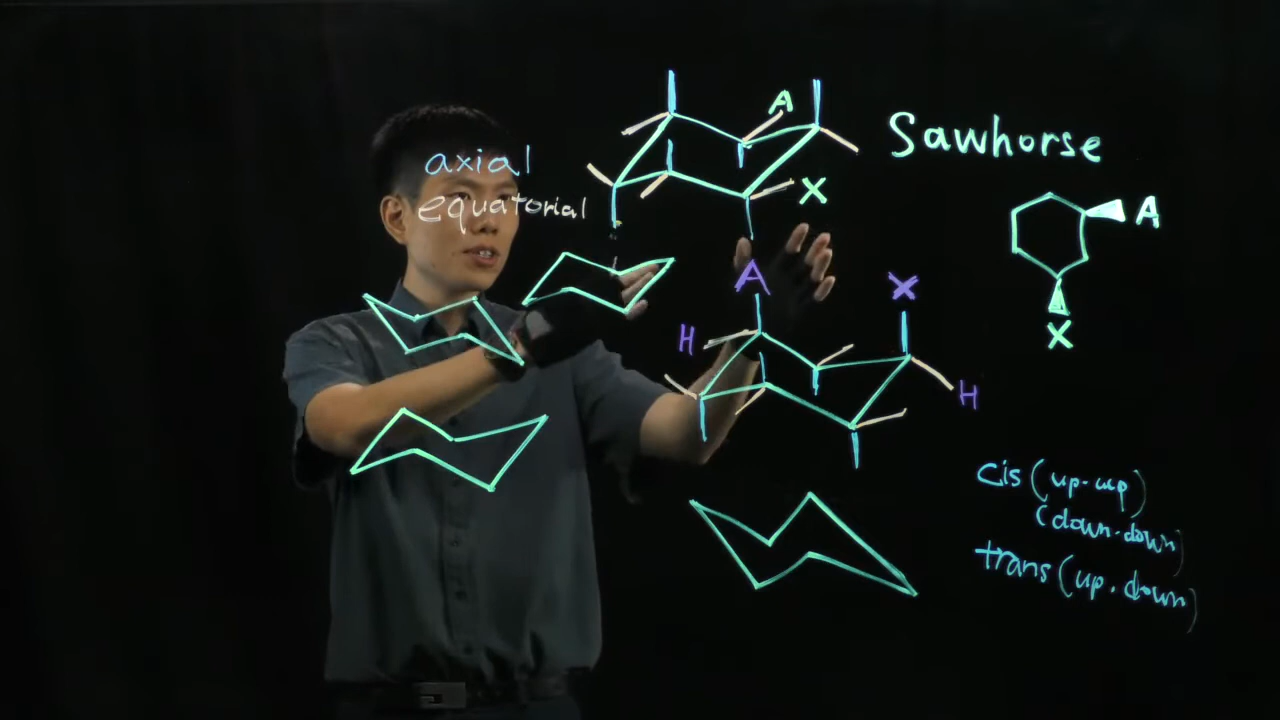 A
Sawhorse
axial
equatorial
X
A
X
A
X
H
H
cis (up-up)
(down-down)
trans (up.down)